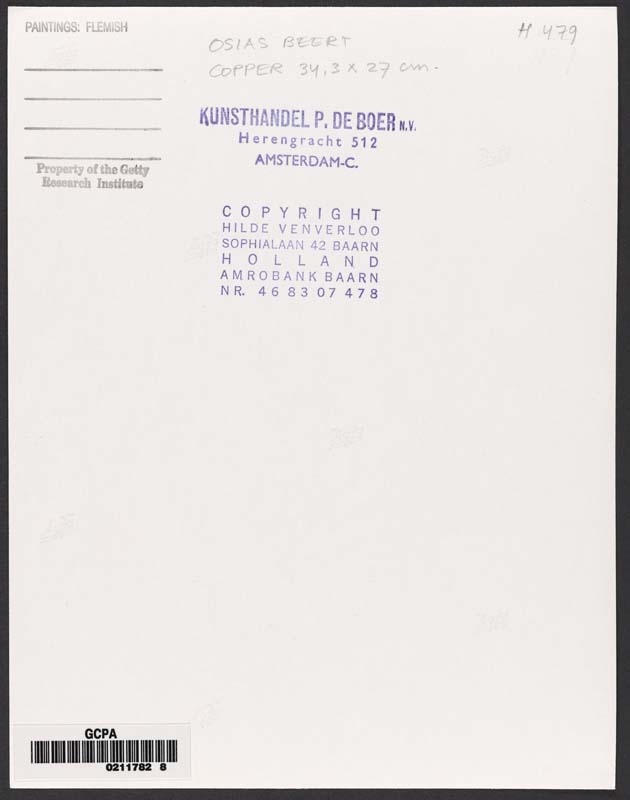 PAINTINGS: FLEMISH
OSIAS BEERT
COPPER 34,3 x 27 cm.
H 479
KUNSTHANDEL P. DE BOER N.V.
Herengracht 512
AMSTERDAM-C.
Property of the Getty
Research Institute
COPYRIGHT
HILDE VENVERLOO
SOPHIALAAN 42 BAARN
HOLLAND
AMROBANK BAARN
NR. 46 83 07 478
GCPA
0211782 8